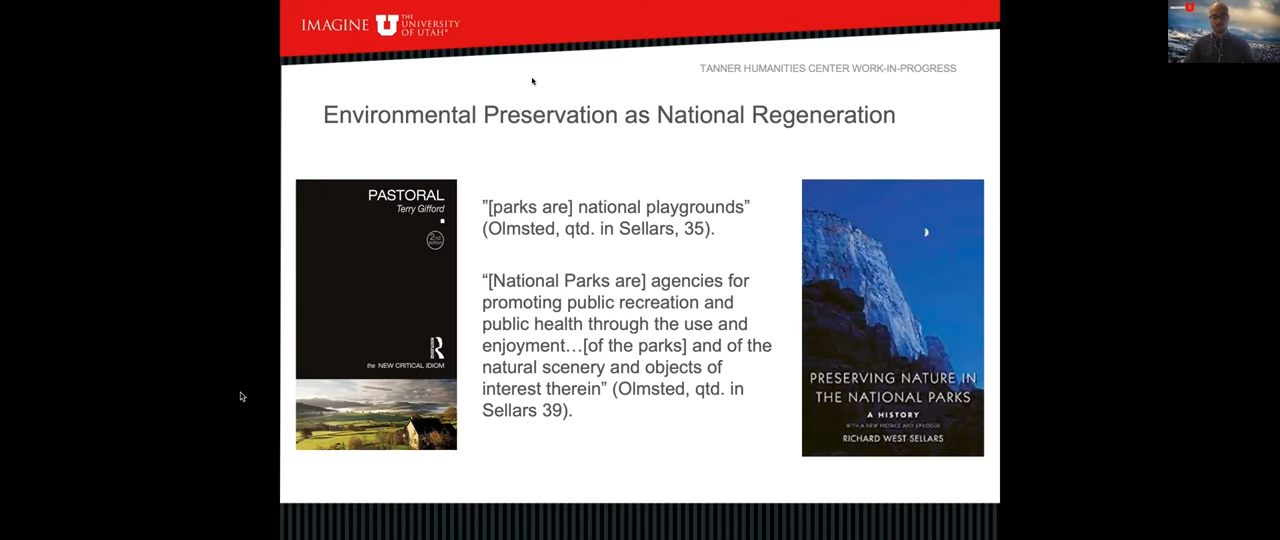 IMAGINE U THE UNIVERSITY OF UTAH®
TANNER HUMANITIES CENTER WORK-IN-PROGRESS
Environmental Preservation as National Regeneration
PASTORAL
Terry Gifford
2nd edition
R
ROUTLEDGE
the NEW CRITICAL IDIOM
”[parks are] national playgrounds”
(Olmsted, qtd. in Sellars, 35).
“[National Parks are] agencies for
promoting public recreation and
public health through the use and
enjoyment…[of the parks] and of the
natural scenery and objects of
interest therein” (Olmsted, qtd. in
Sellars 39).
PRESERVING NATURE IN
THE NATIONAL PARKS
A HISTORY
WITH A NEW PREFACE AND EPILOGUE
RICHARD WEST SELLARS
IMAGINE U